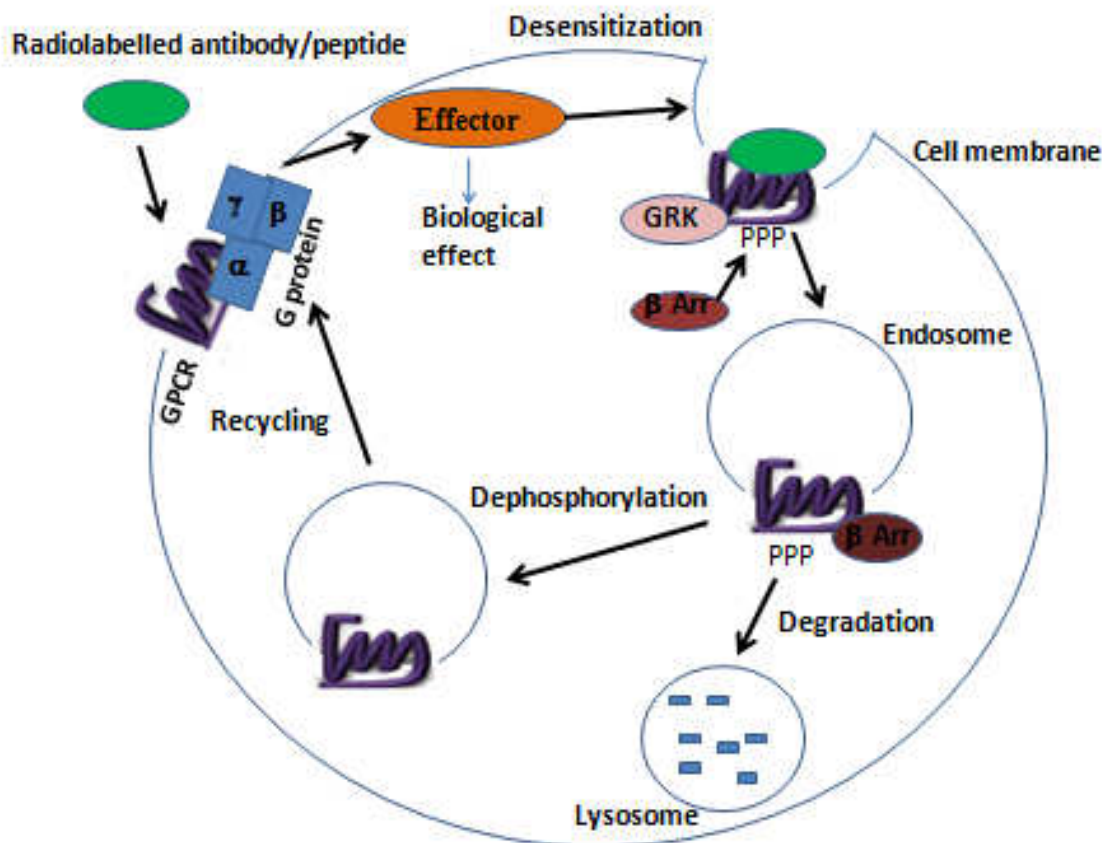 Desensitization
Radiolabelled antibody/peptide
Effector
Cell membrane
γ
β
α
G protein
GPCR
Biological
effect
GRK
PPP
β Arr
Endosome
Recycling
Dephosphorylation
β Arr
PPP
Degradation
Lysosome